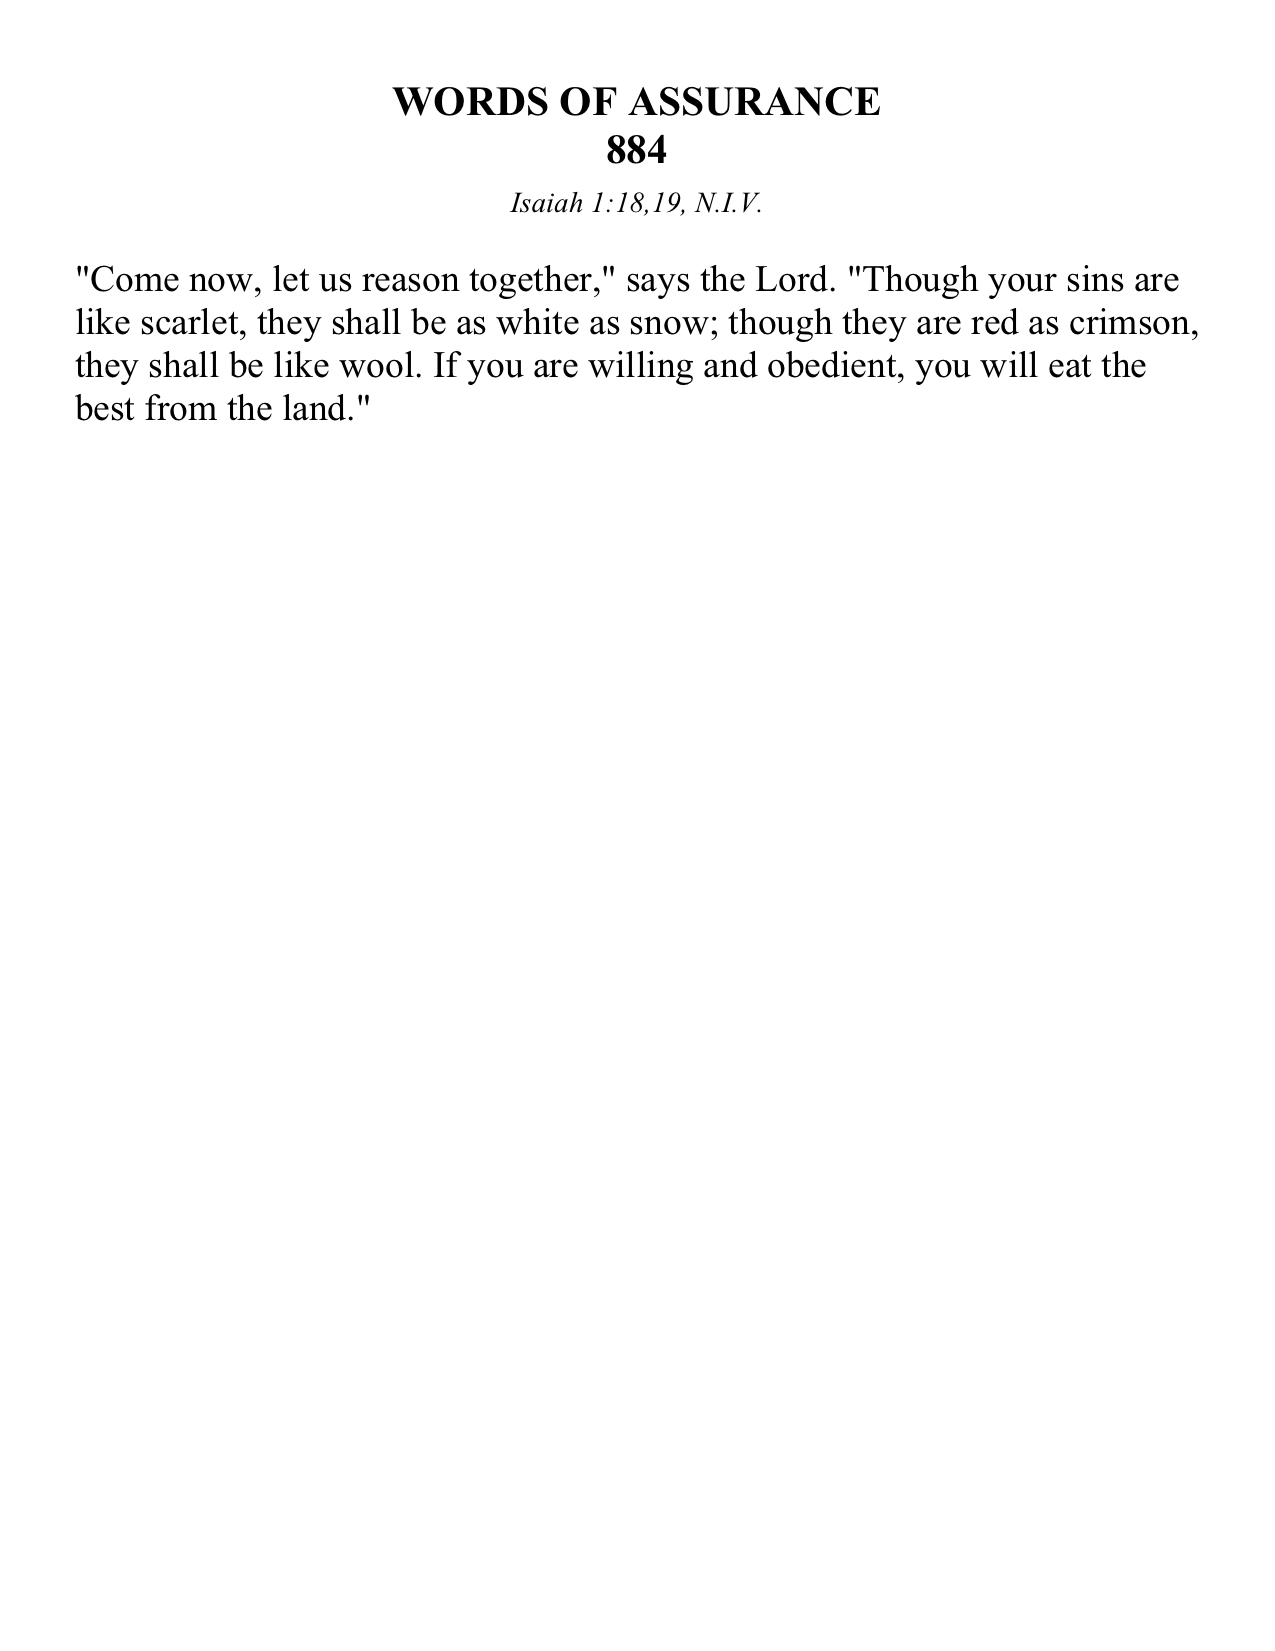 WORDS OF ASSURANCE
884
Isaiah 1:18,19, N.I.V.
"Come now, let us reason together," says the Lord. "Though your sins are
like scarlet, they shall be as white as snow; though they are red as crimson,
they shall be like wool. If you are willing and obedient, you will eat the
best from the land."